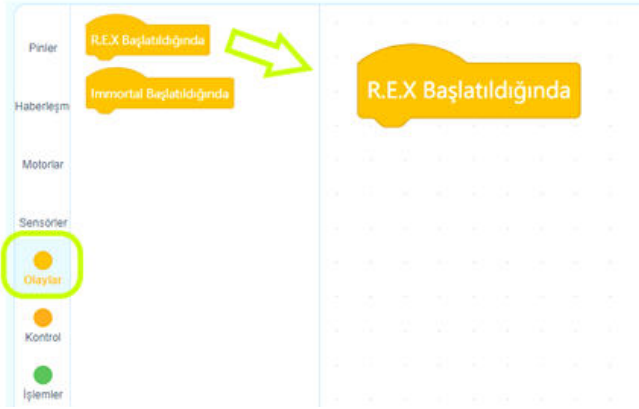 Pinler
Haberleşm
Motorlar
Sensörler
Olaylar
Kontrol
İşlemler
R.E.X Başlatıldığında
Immortal Başlatıldığında
R.E.X Başlatıldığında